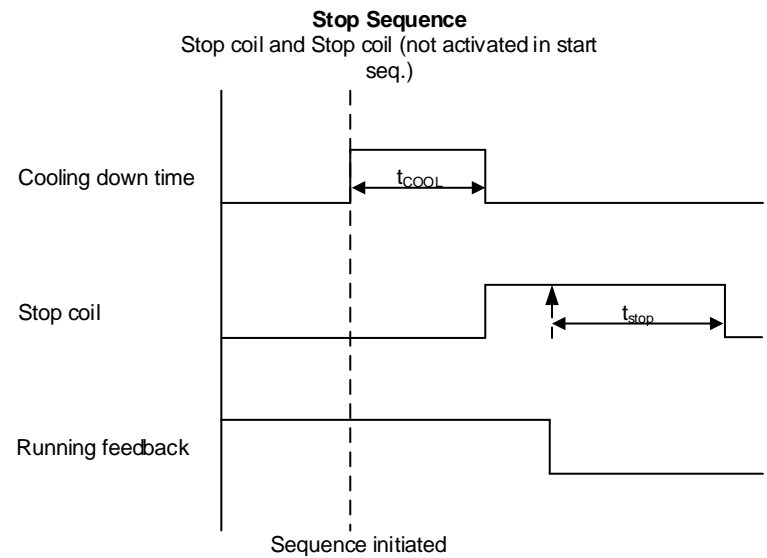 Stop Sequence
Stop coil and Stop coil (not activated in start
seq.)
Cooling down time
tCOOL
Stop coil
tstop
Running feedback
Sequence initiated